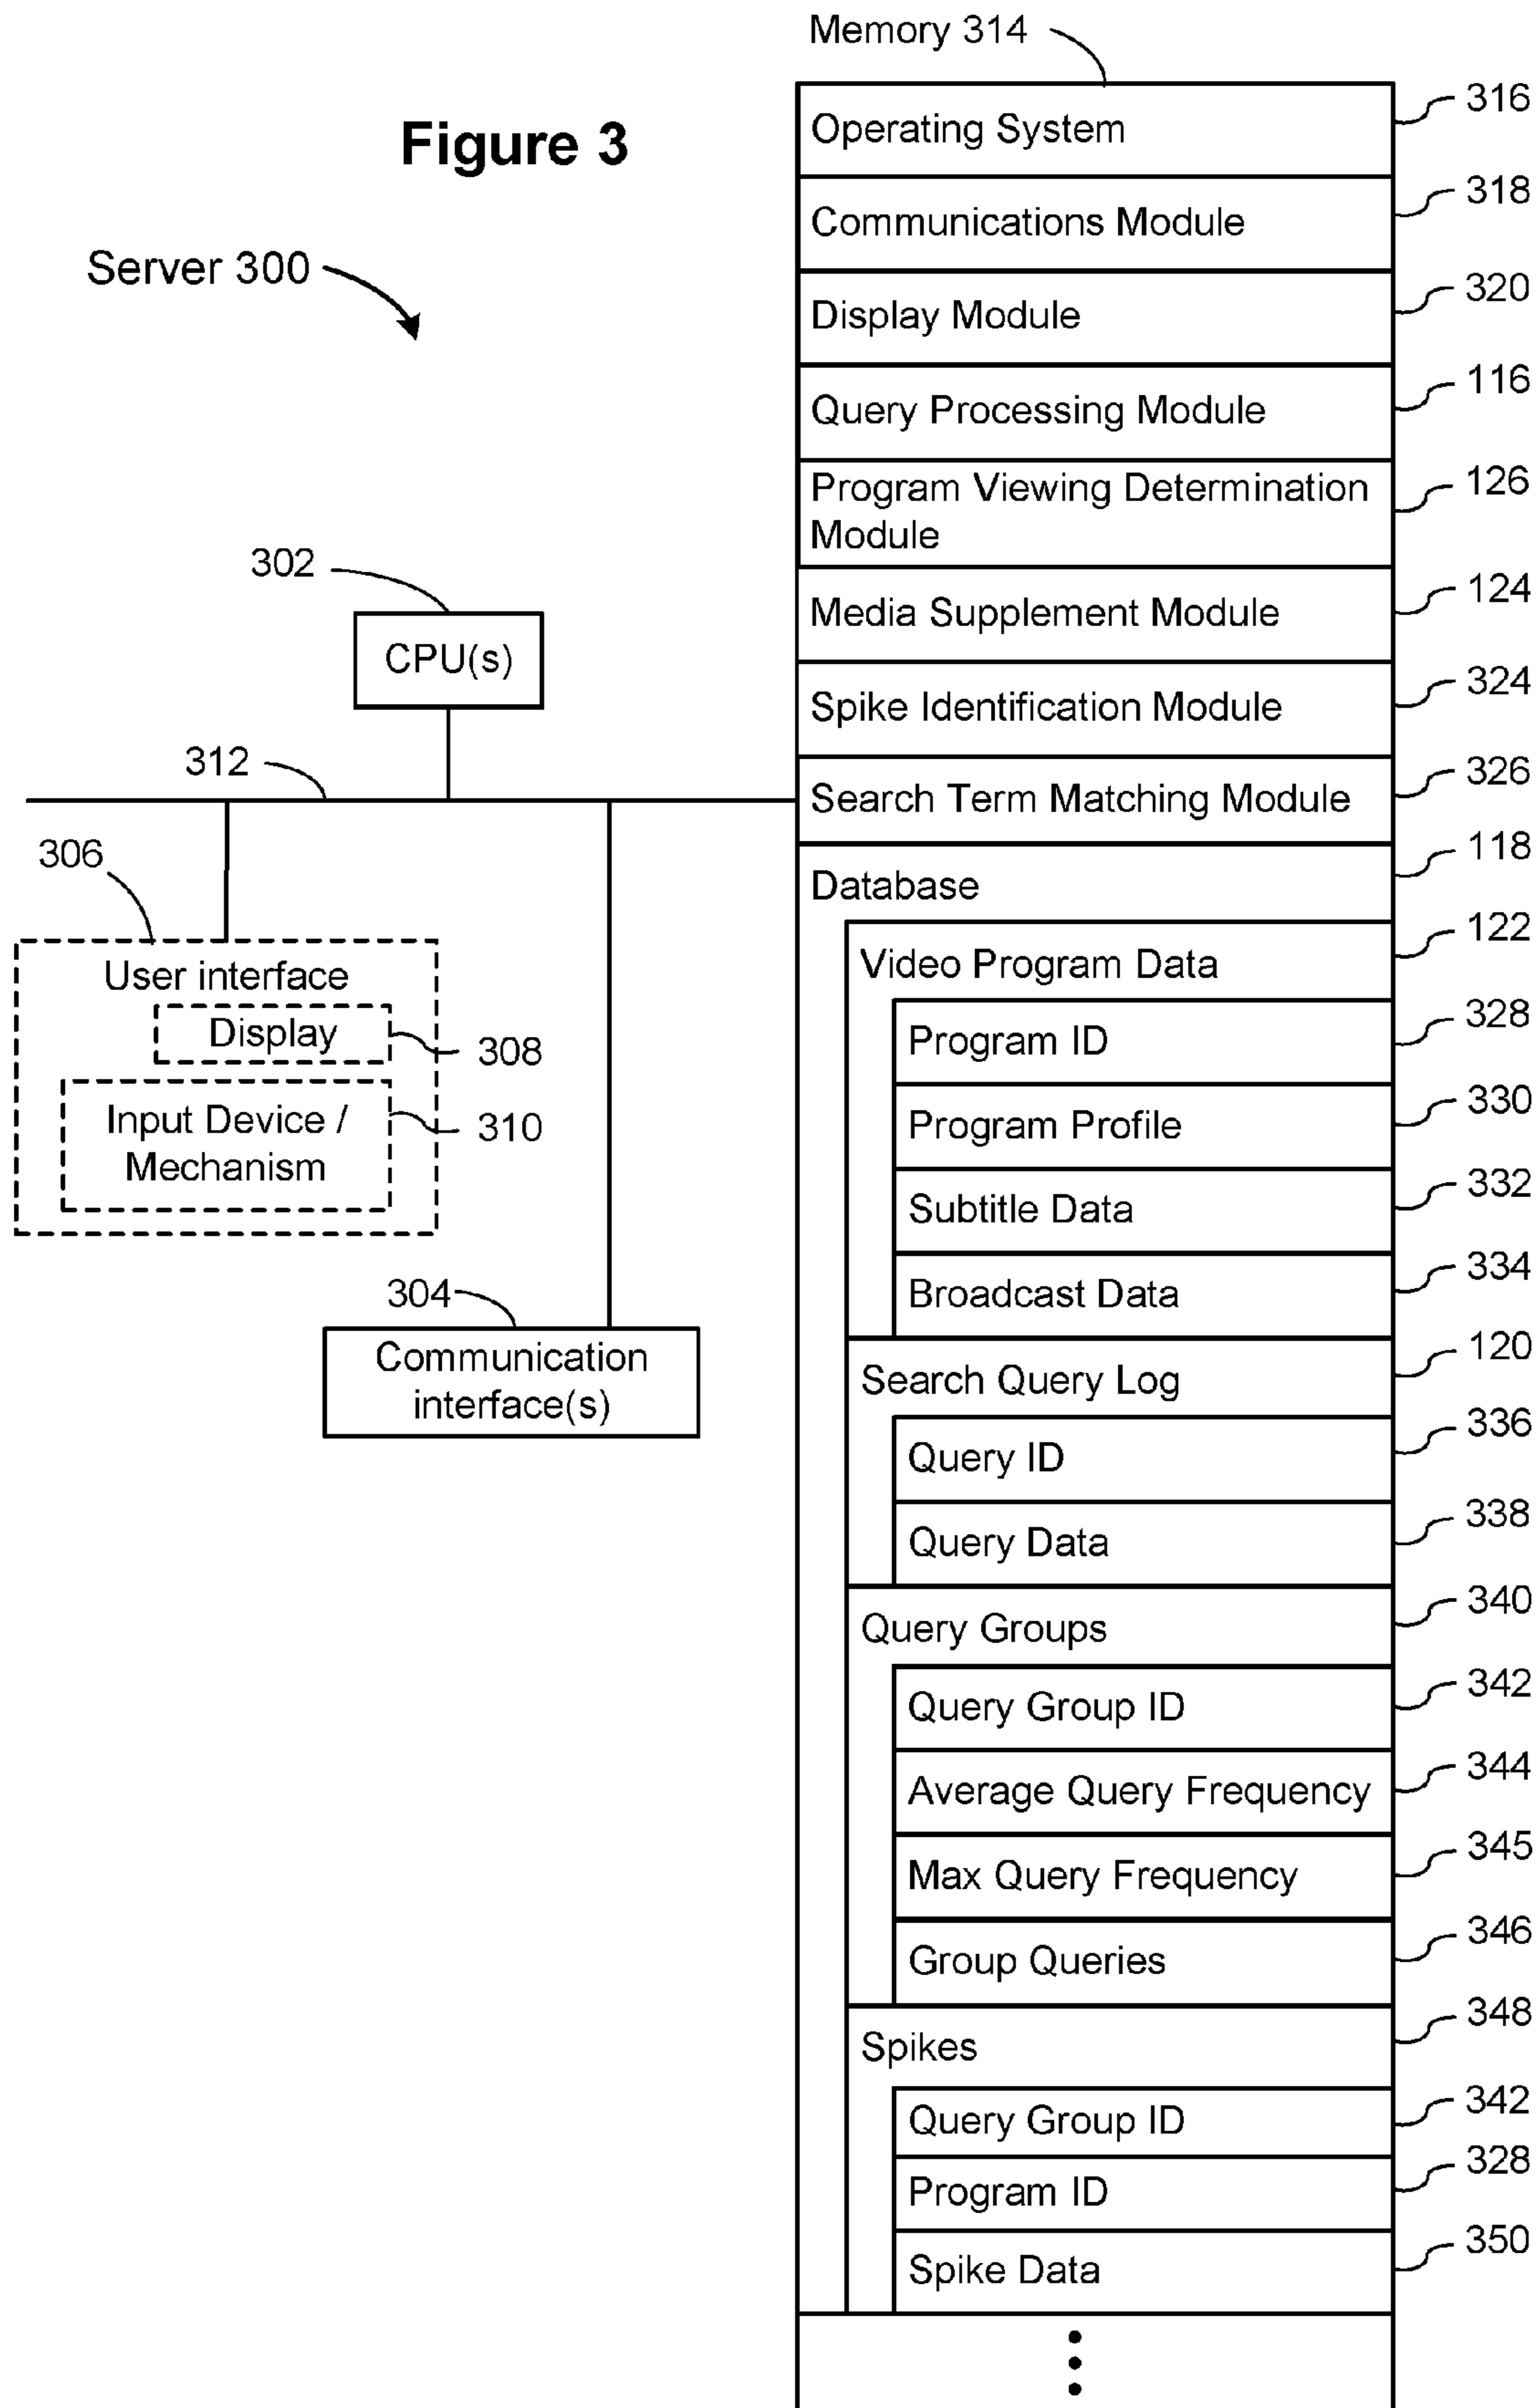 Memory 314
Figure 3
Server 300
Operating System 316
Communications Module 318
Display Module 320
Query Processing Module 116
Program Viewing Determination 126
Module
Media Supplement Module 124
Spike Identification Module 324
Search Term Matching Module 326
Database 118
Video Program Data 122
Program ID 328
Program Profile 330
Subtitle Data 332
Broadcast Data 334
Search Query Log 120
Query ID 336
Query Data 338
Query Groups 340
Query Group ID 342
Average Query Frequency 344
Max Query Frequency 345
Group Queries 346
Spikes 348
Query Group ID 342
Program ID 328
Spike Data 350
302
CPU(s)
312
306
User interface
Display 308
Input Device / 310
Mechanism
304
Communication
interface(s)